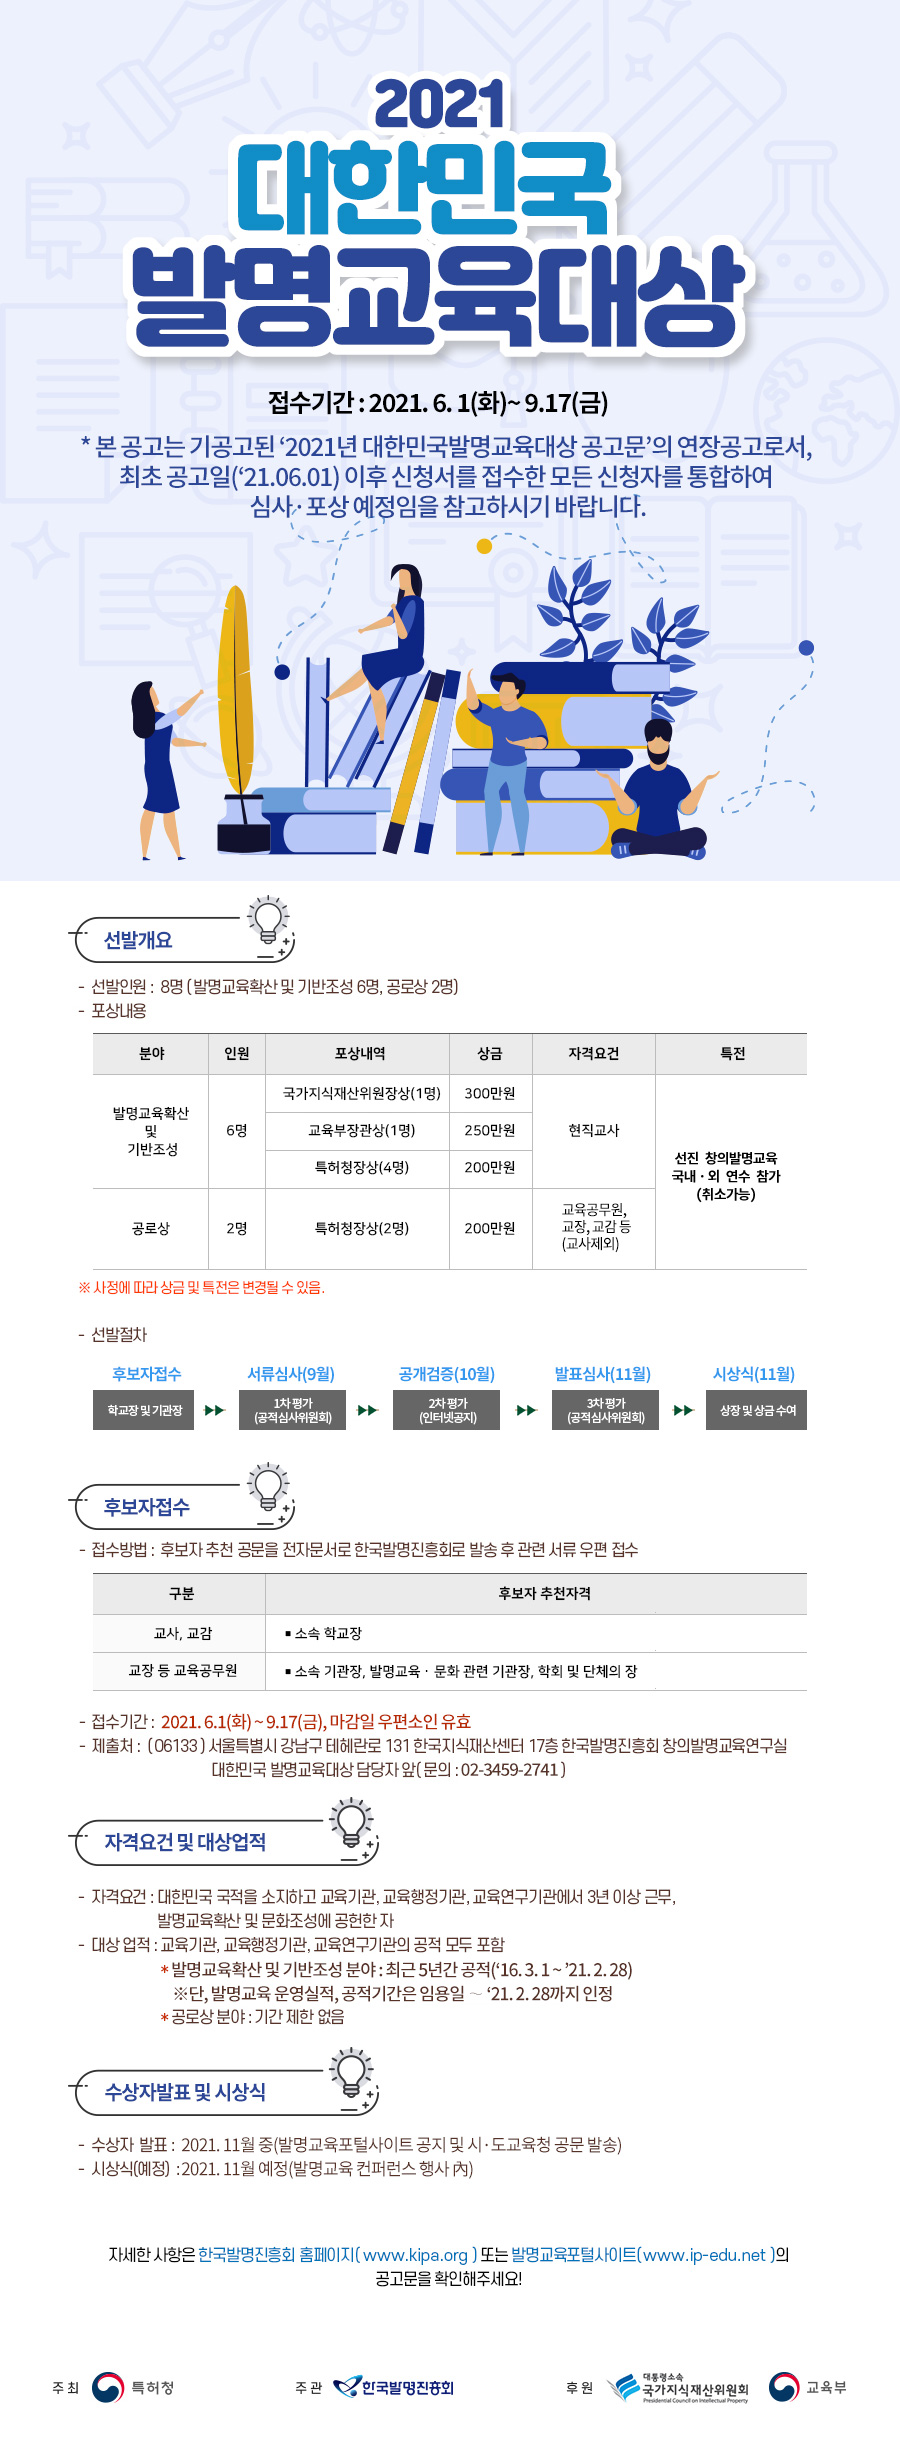 2021
대한민국
발명교육대상
접수기간 : 2021. 6. 1(화)~ 9.17(금)
* 본 공고는 기공고된 ‘2021년 대한민국발명교육대상 공고문’의 연장공고로서,
최초 공고일(‘21.06.01) 이후 신청서를 접수한 모든 신청자를 통합하여
심사 · 포상 예정임을 참고하시기 바랍니다.
선발개요
- 선발인원 : 8명 ( 발명교육확산 및 기반조성 6명, 공로상 2명)
- 포상내용
분야 인원 포상내역 상금 자격요건 특전
발명교육확산
및
기반조성
6명
국가지식재산위원장상(1명) 300만원
교육부장관상(1명) 250만원
특허청장상(4명) 200만원
현직교사
선진 창의발명교육
국내 · 외 연수 참가
(취소가능)
공로상 2명 특허청장상(2명) 200만원
교육공무원,
교장, 교감 등
(교사제외)
※ 사정에 따라 상금 및 특전은 변경될 수 있음.
- 선발절차
후보자접수 서류심사(9월) 공개검증(10월) 발표심사(11월) 시상식(11월)
학교장 및 기관장
1차 평가
(공적심사위원회)
2차 평가
(인터넷공지)
3차 평가
(공적심사위원회)
상장 및 상금 수여
후보자접수
- 접수방법 : 후보자 추천 공문을 전자문서로 한국발명진흥회로 발송 후 관련 서류 우편 접수
구분 후보자 추천자격
교사, 교감 ▪ 소속 학교장
교장 등 교육공무원 ▪ 소속 기관장, 발명교육 · 문화 관련 기관장, 학회 및 단체의 장
- 접수기간 : 2021. 6.1(화) ~ 9.17(금), 마감일 우편소인 유효
- 제출처 : ( 06133 ) 서울특별시 강남구 테헤란로 131 한국지식재산센터 17층 한국발명진흥회 창의발명교육연구실
대한민국 발명교육대상 담당자 앞( 문의 : 02-3459-2741 )
자격요건 및 대상업적
- 자격요건 : 대한민국 국적을 소지하고 교육기관, 교육행정기관, 교육연구기관에서 3년 이상 근무,
발명교육확산 및 문화조성에 공헌한 자
- 대상 업적 : 교육기관, 교육행정기관, 교육연구기관의 공적 모두 포함
* 발명교육확산 및 기반조성 분야 : 최근 5년간 공적(‘16. 3. 1 ~ ’21. 2. 28)
※단, 발명교육 운영실적, 공적기간은 임용일 ~ ‘21. 2. 28까지 인정
* 공로상 분야 : 기간 제한 없음
수상자발표 및 시상식
- 수상자 발표 : 2021. 11월 중(발명교육포털사이트 공지 및 시·도교육청 공문 발송)
- 시상식(예정) : 2021. 11월 예정(발명교육 컨퍼런스 행사 內)
자세한 사항은 한국발명진흥회 홈페이지( www.kipa.org ) 또는 발명교육포털사이트( www.ip-edu.net )의
공고문을 확인해주세요!
주최 특허청 주관 한국발명진흥회 후원 대통령소속 국가지식재산위원회 Presidential Council on Intellectual Property 교육부